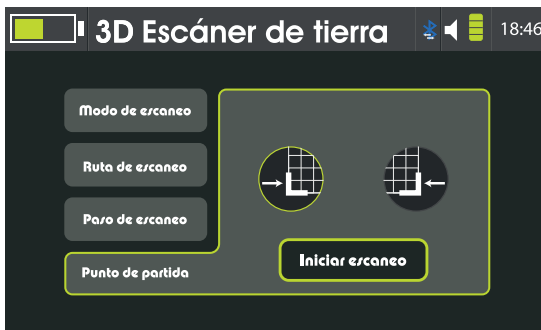 3D Escáner de tierra
18:46
Modo de escaneo
Ruta de escaneo
Paso de escaneo
Punto de partida
Iniciar escaneo